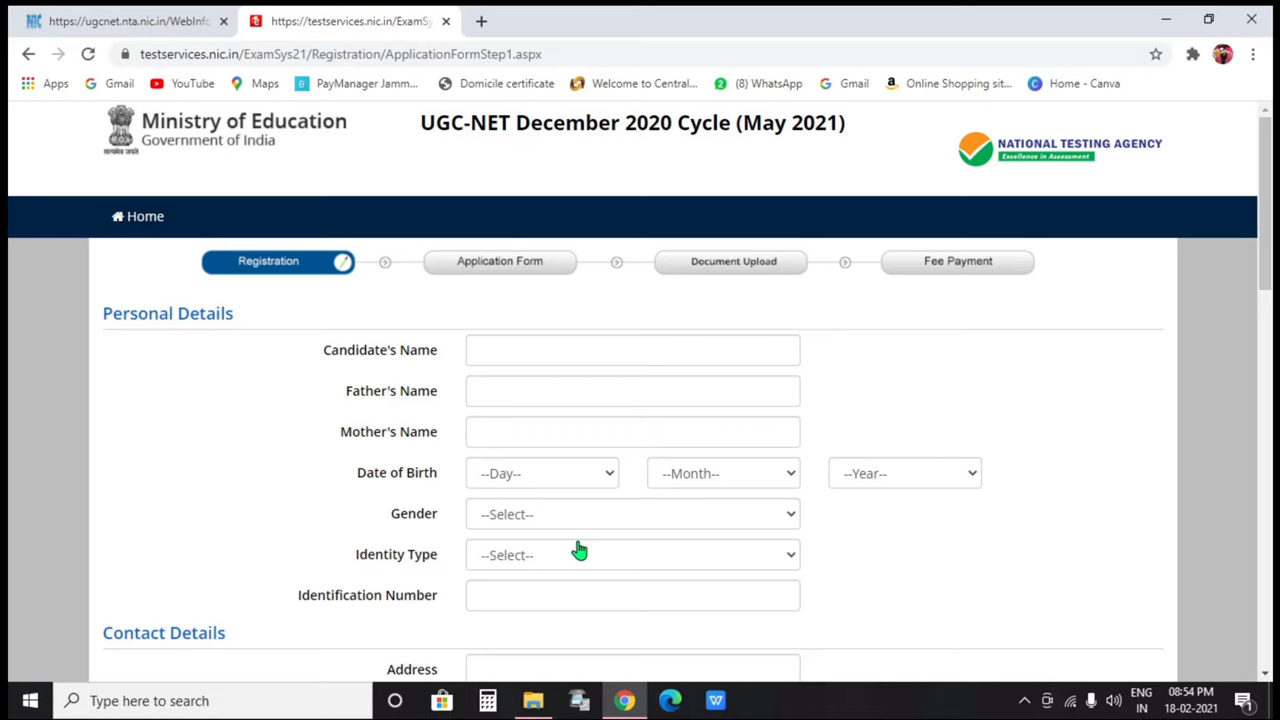 https://ugcnet.nta.nic.in/WebInfo
https://testservices.nic.in/ExamSy
testservices.nic.in/ExamSys21/Registration/ApplicationFormStep1.aspx
Apps Gmail YouTube Maps PayManager Jamm... Domicile certificate Welcome to Central... (8) WhatsApp Gmail Online Shopping sit... Home - Canva
Ministry of Education
Government of India
सत्यमेव जयते
UGC-NET December 2020 Cycle (May 2021)
NATIONAL TESTING AGENCY
Excellence in Assessment
Home
Registration Application Form Document Upload Fee Payment
Personal Details
Candidate's Name
Father's Name
Mother's Name
Date of Birth --Day-- --Month-- --Year--
Gender --Select--
Identity Type --Select--
Identification Number
Contact Details
Address
Type here to search
ENG
IN
08:54 PM
18-02-2021
1